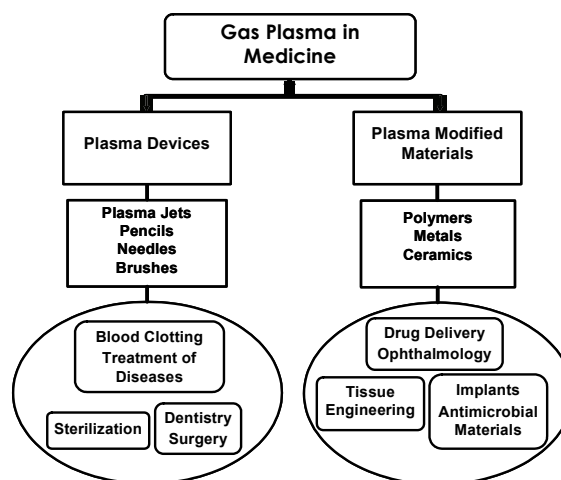 Gas Plasma in
Medicine
Plasma Devices
Plasma Modified
Materials
Plasma Jets
Pencils
Needles
Brushes
Polymers
Metals
Ceramics
Blood Clotting
Treatment of
Diseases
Sterilization
Dentistry
Surgery
Drug Delivery
Ophthalmology
Tissue
Engineering
Implants
Antimicrobial
Materials